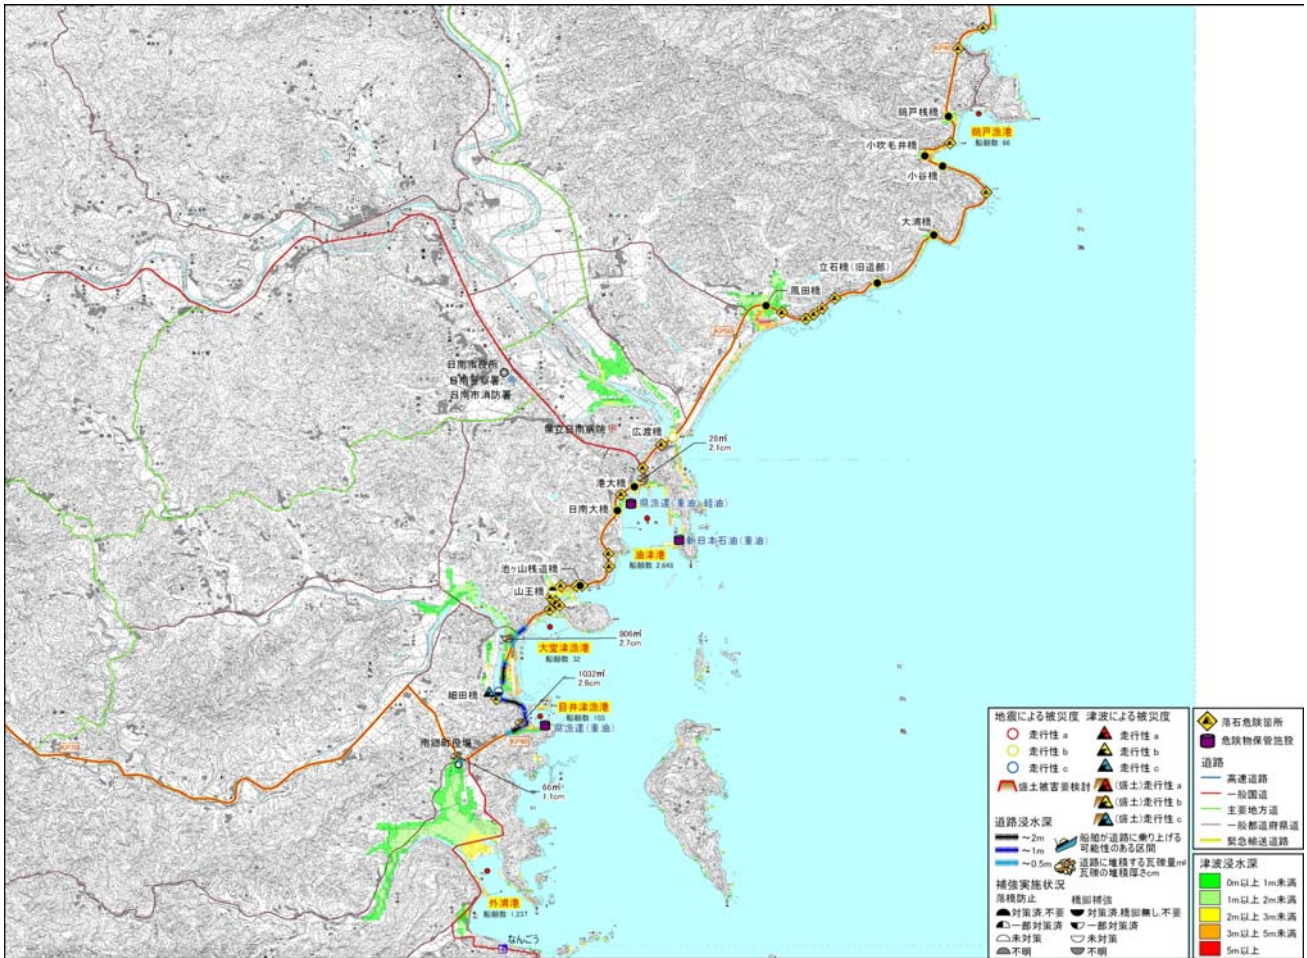 KP40
鵜戸桟橋
鵜戸漁港
船舶数:66
小吹毛井橋
小谷橋
大浦橋
立石橋(旧道部)
風田橋
KP50
日南市役所
日南警察署
日南市消防署
県立日南病院
広渡橋
26㎡
2.1cm
港大橋
県漁連(重油・軽油)
日南大橋
新日本石油(重油)
油津港
船舶数:2,640
池ヶ山桟道橋
山王橋
806㎡
2.7cm
大堂津漁港
船舶数:32
1032㎡
2.6cm
細田橋
目井津漁港
船舶数:103
県漁連(重油)
KP60
南郷町役場
KP70
66㎡
1.1cm
外浦港
船舶数:1,237
なんごう
地震による被災度
走行性 a
走行性 b
走行性 c
盛土被害要検討
津波による被災度
走行性 a
走行性 b
走行性 c
(盛土)走行性 a
(盛土)走行性 b
(盛土)走行性 c
道路浸水深
~2m
~1m
~0.5m
船舶が道路に乗り上げる
可能性のある区間
道路に堆積する瓦礫量㎡
瓦礫の堆積厚さcm
補強実施状況
落橋防止
対策済,不要
一部対策済
未対策
不明
橋脚補強
対策済,橋脚無し,不要
一部対策済
未対策
不明
落石危険箇所
危険物保管施設
道路
高速道路
一般国道
主要地方道
一般都道府県道
緊急輸送道路
津波浸水深
0m以上 1m未満
1m以上 2m未満
2m以上 3m未満
3m以上 5m未満
5m以上